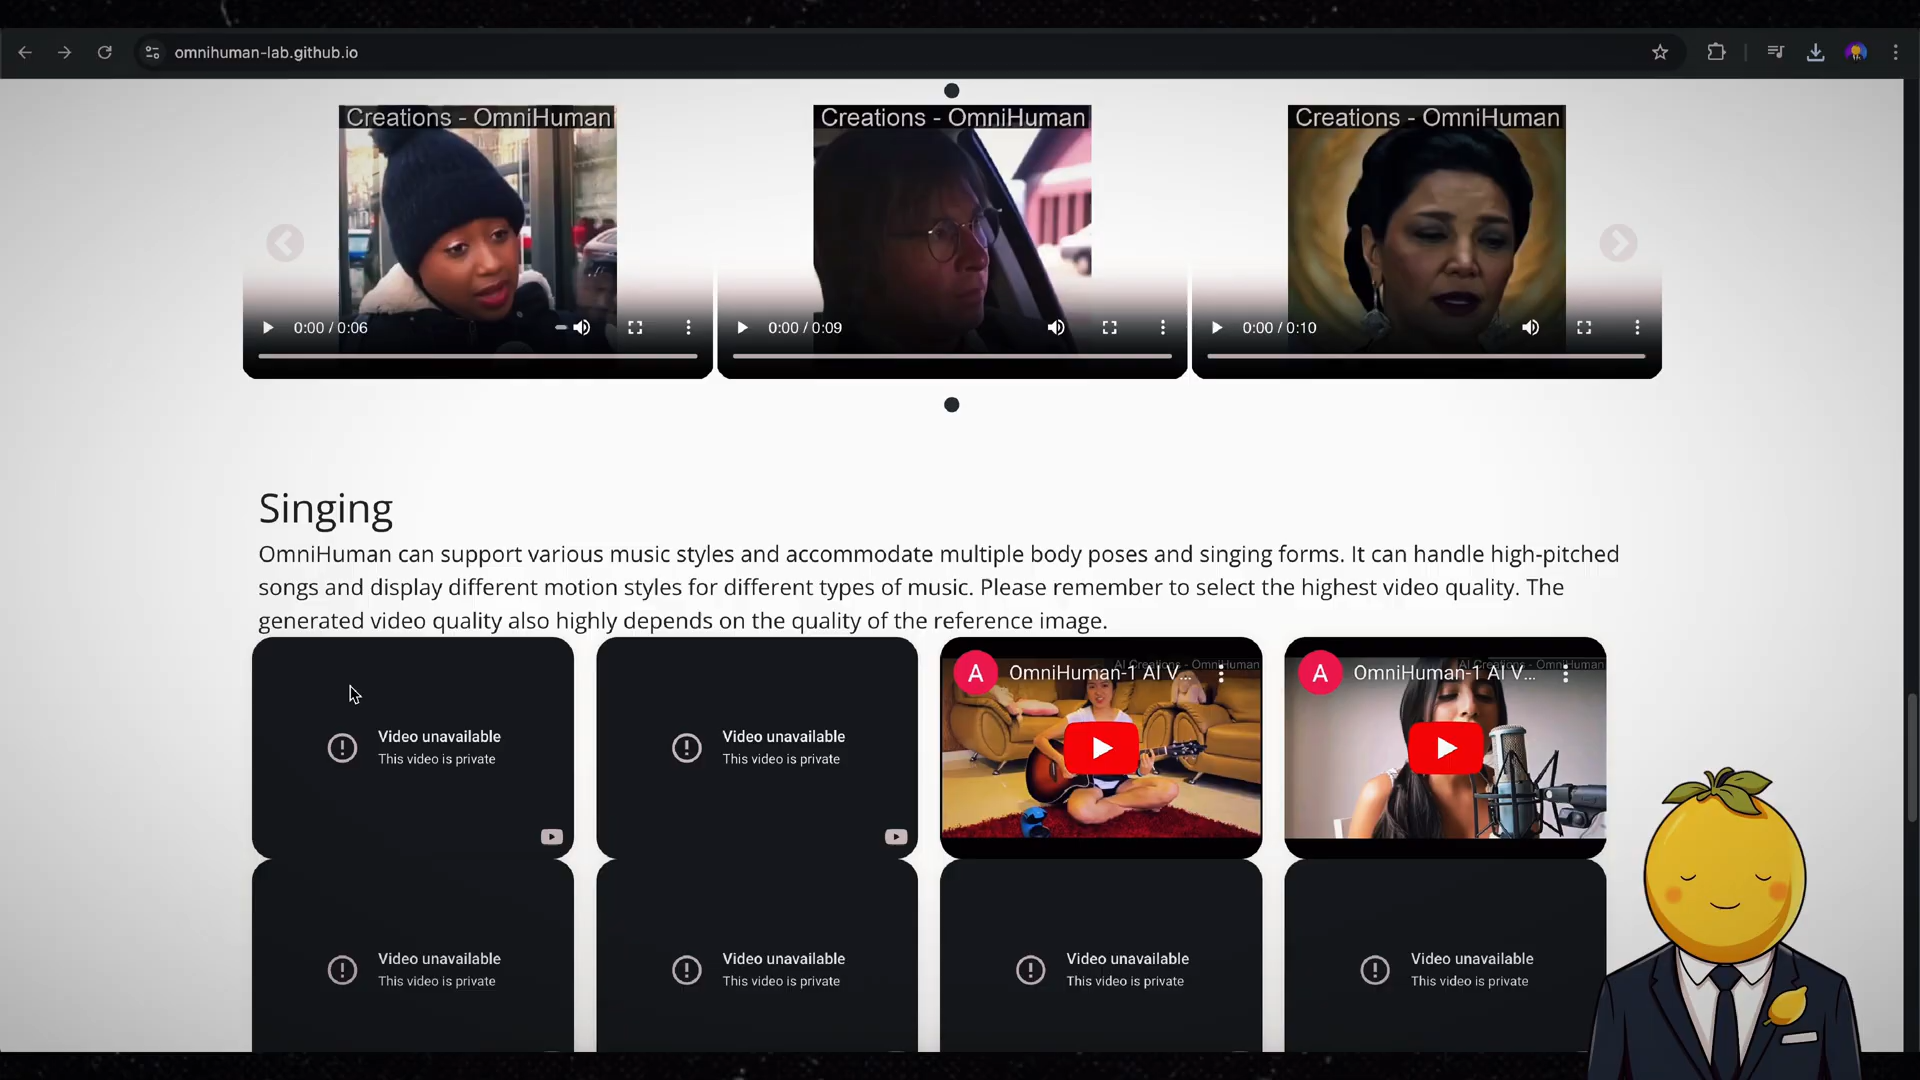 omnihuman-lab.github.io
Creations - OmniHuman
Creations - OmniHuman
Creations - OmniHuman
0:00 / 0:06
0:00 / 0:09
0:00 / 0:10
Singing
OmniHuman can support various music styles and accommodate multiple body poses and singing forms. It can handle high-pitched
songs and display different motion styles for different types of music. Please remember to select the highest video quality. The
generated video quality also highly depends on the quality of the reference image.
Video unavailable
This video is private
Video unavailable
This video is private
AI Creations - OmniHuman
A OmniHuman-1 AI V...
AI Creations - OmniHuman
A OmniHuman-1 AI V...
Video unavailable
This video is private
Video unavailable
This video is private
Video unavailable
This video is private
Video unavailable
This video is private